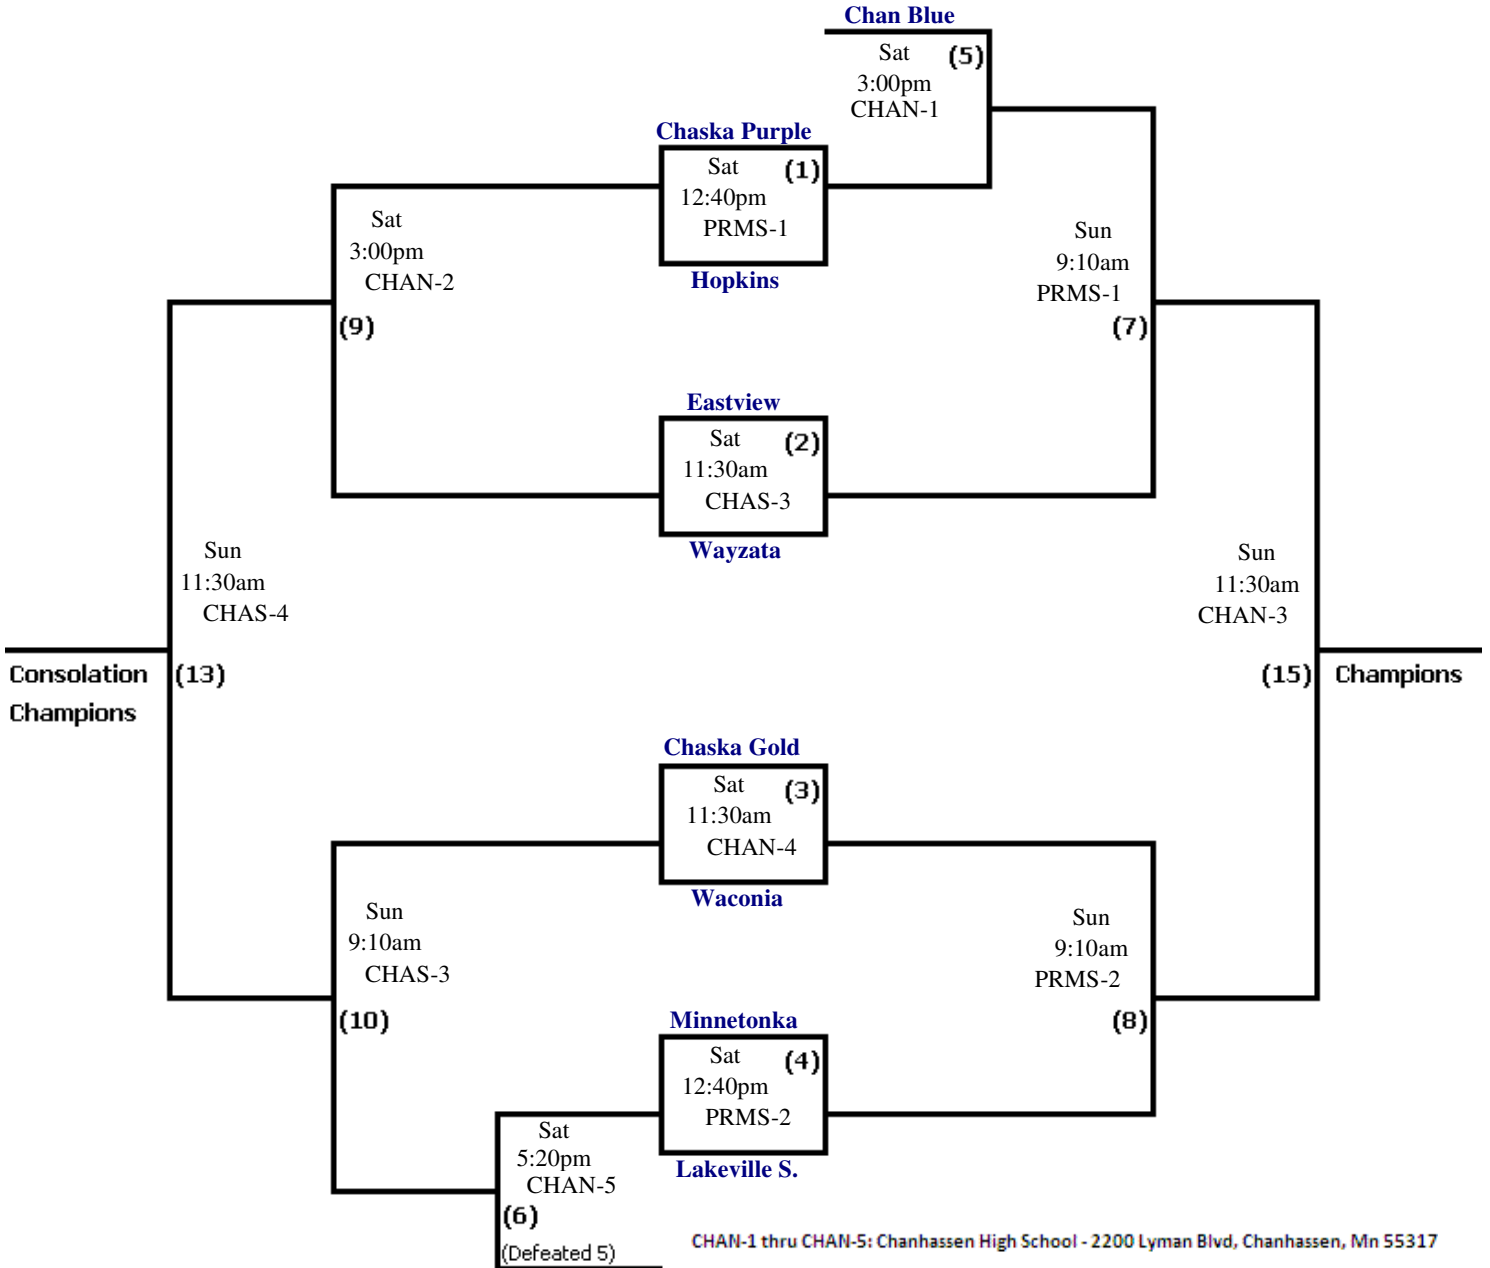 Chan Blue
Sat (5)
3:00pm
CHAN-1
Chaska Purple
Sat (1)
12:40pm
PRMS-1
Hopkins
Sat
3:00pm
CHAN-2
(9)
Sun
9:10am
PRMS-1
(7)
Eastview
Sat (2)
11:30am
CHAS-3
Wayzata
Sun
11:30am
CHAS-4
Consolation (13)
Champions
Sun
11:30am
CHAN-3
(15) Champions
Chaska Gold
Sat (3)
11:30am
CHAN-4
Waconia
Sun
9:10am
CHAS-3
(10)
Sun
9:10am
PRMS-2
(8)
Minnetonka
Sat (4)
12:40pm
PRMS-2
Lakeville S.
Sat
5:20pm
CHAN-5
(6)
(Defeated 5)
CHAN-1 thru CHAN-5: Chanhassen High School - 2200 Lyman Blvd, Chanhassen, Mn 55317